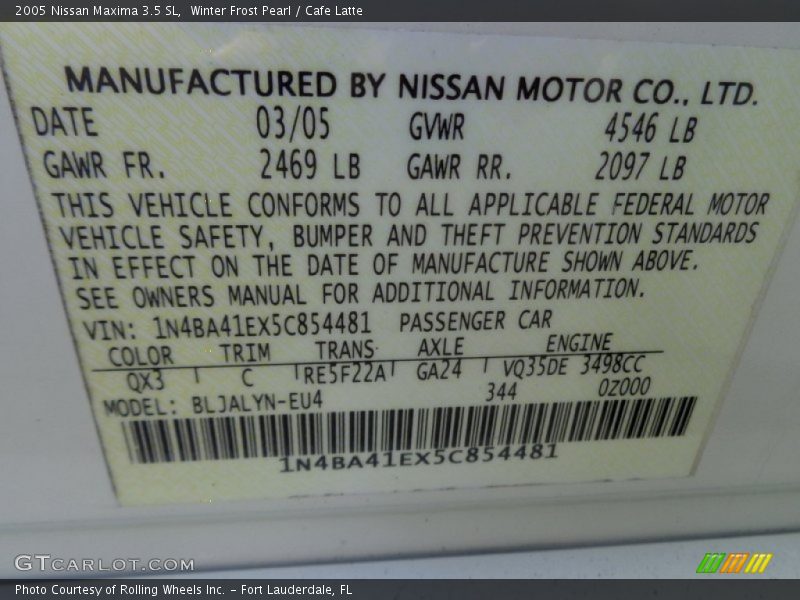 2005 Nissan Maxima 3.5 SL,  Winter Frost Pearl / Cafe Latte
MANUFACTURED BY NISSAN MOTOR CO., LTD.
DATE 03/05 GVWR 4546 LB
GAWR FR. 2469 LB GAWR RR. 2097 LB
THIS VEHICLE CONFORMS TO ALL APPLICABLE FEDERAL MOTOR
VEHICLE SAFETY, BUMPER AND THEFT PREVENTION STANDARDS
IN EFFECT ON THE DATE OF MANUFACTURE SHOWN ABOVE.
SEE OWNERS MANUAL FOR ADDITIONAL INFORMATION.
VIN: 1N4BA41EX5C854481 PASSENGER CAR
COLOR TRIM TRANS AXLE ENGINE
QX3 C RE5F22A GA24 VQ35DE 3498CC
MODEL: BLJALYN-EU4 344 0Z000
1N4BA41EX5C854481
GTCARLOT.COM
Photo Courtesy of Rolling Wheels Inc. – Fort Lauderdale, FL